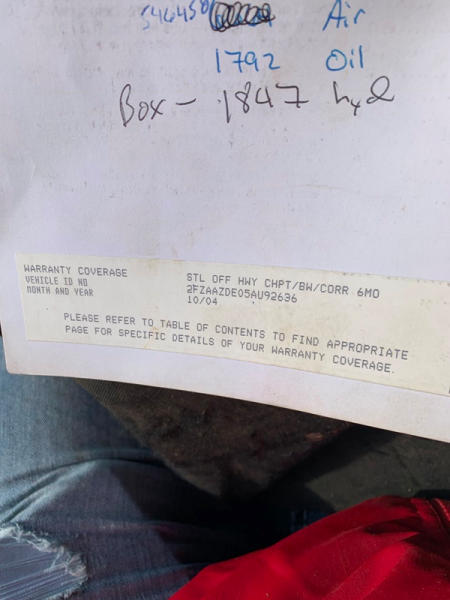 Air
1792 Oil
Box - 1847 hyd
WARRANTY COVERAGE STL OFF HWY CHPT/BW/CORR 6MO
VEHICLE ID NO 2FZAAZDE05AU92636
MONTH AND YEAR 10/04
PLEASE REFER TO TABLE OF CONTENTS TO FIND APPROPRIATE
PAGE FOR SPECIFIC DETAILS OF YOUR WARRANTY COVERAGE.